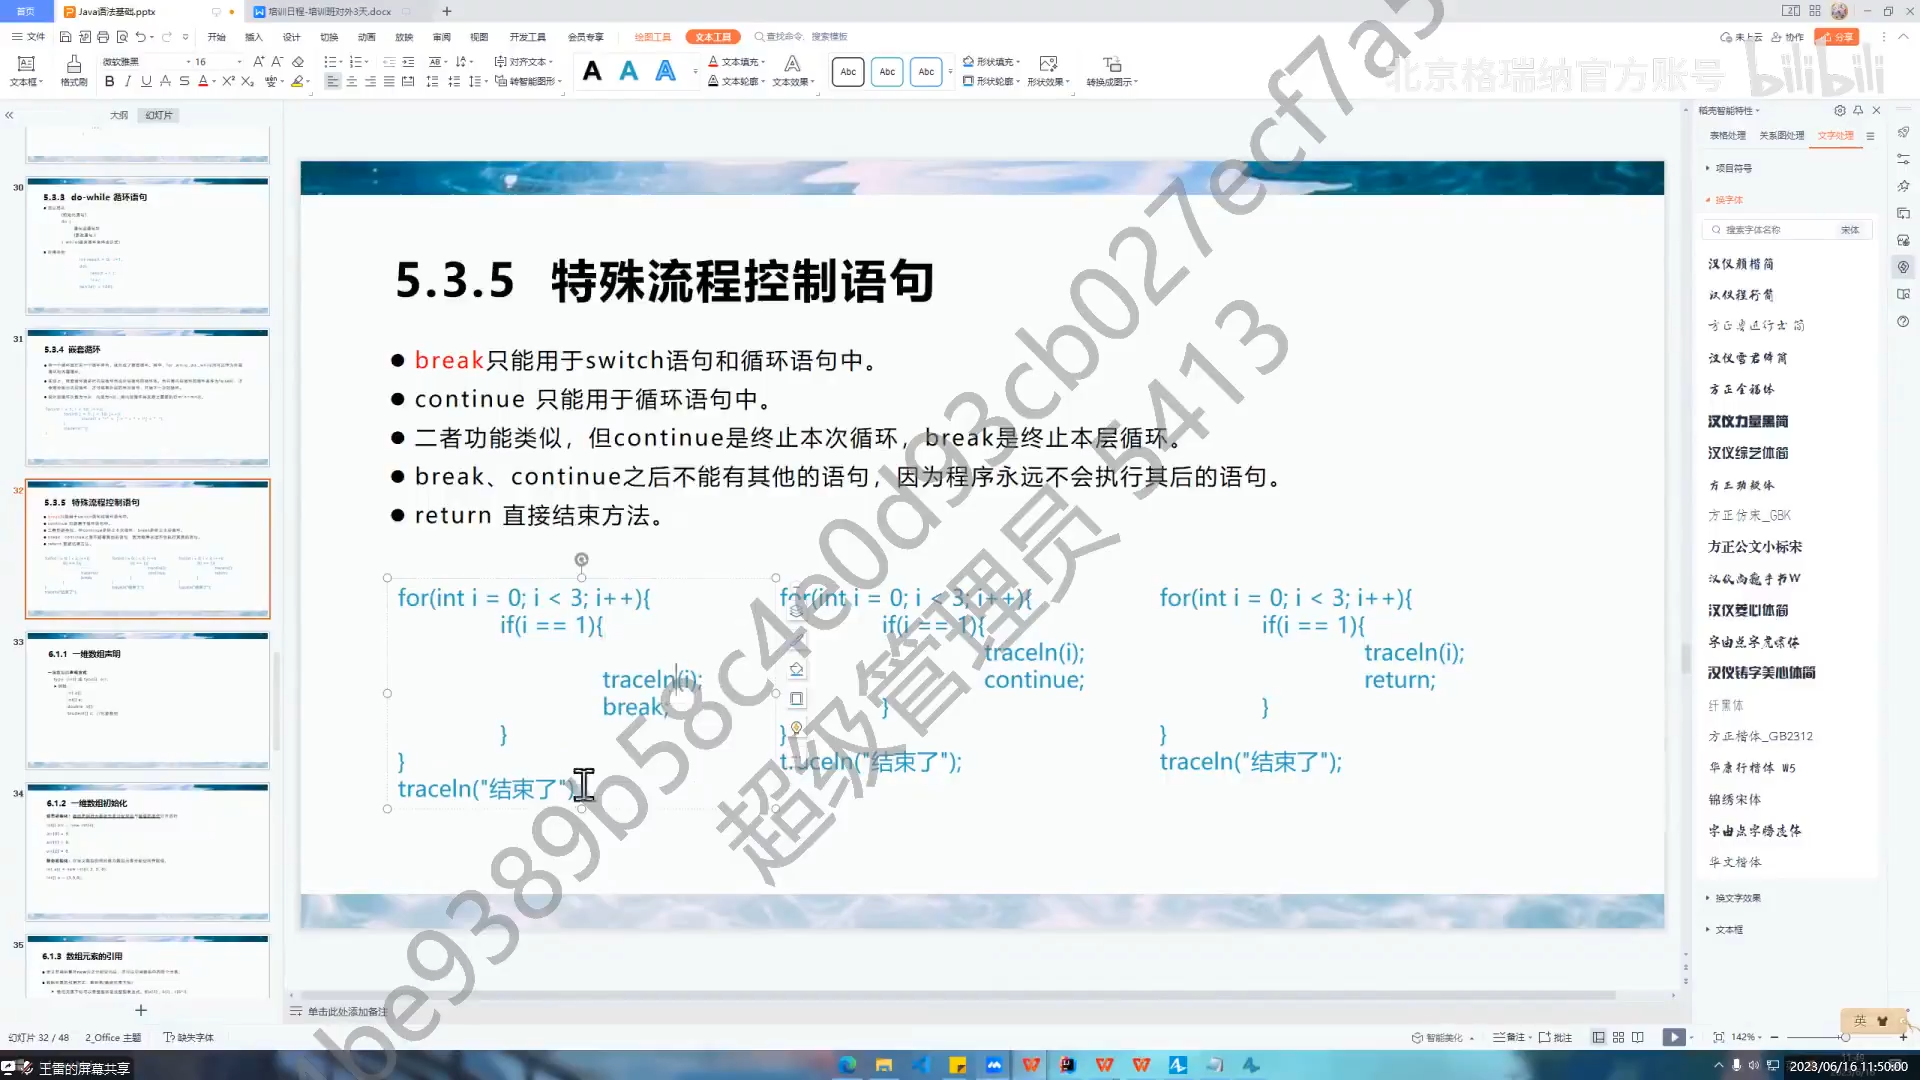 首页
Java语法基础.pptx
培训日程-培训班对外3天.docx
文件
开始
插入
设计
切换
动画
放映
审阅
视图
开发工具
会员专享
绘图工具
文本工具
查找命令、搜索模板
未上云
协作
分享
文本框
格式刷
微软雅黑
16
对齐文本
转智能图形
文本填充
文本轮廓
文本效果
Abc
Abc
Abc
形状填充
形状轮廓
形状效果
转换成图示
北京格瑞纳官方账号
bilibili
大纲
幻灯片
30
5.3.3 do-while 循环语句
31
5.3.4 嵌套循环
32
5.3.5 特殊流程控制语句
33
6.1.1 一维数组声明
34
6.1.2 一维数组初始化
35
6.1.3 数组元素的引用
5.3.5 特殊流程控制语句
break只能用于switch语句和循环语句中。
continue 只能用于循环语句中。
二者功能类似，但continue是终止本次循环，break是终止本层循环。
break、continue之后不能有其他的语句，因为程序永远不会执行其后的语句。
return 直接结束方法。
for(int i = 0; i < 3; i++){
if(i == 1){
traceln(i);
break;
}
}
traceln("结束了")
for(int i = 0; i < 3; i++){
if(i == 1){
traceln(i);
continue;
}
}
traceln("结束了");
for(int i = 0; i < 3; i++){
if(i == 1){
traceln(i);
return;
}
}
traceln("结束了");
4be9389b58c4e0d93cb027ecf7a5
超级管理员 5413
稻壳智能特性
表格处理
关系图处理
文字处理
项目符号
换字体
搜索字体名称
宋体
汉仪颜楷简
汉仪程行简
汉仪雪君体简
方正全福体
汉仪力量黑简
汉仪综艺体简
方正劲毅体
方正仿宋_GBK
方正公文小标宋
汉仪尚巍手书W
汉仪菱心体简
汉仪铸字美心体简
纤黑体
方正楷体_GB2312
华康行楷体 W5
锦绣宋体
华文楷体
换文字效果
文本框
单击此处添加备注
幻灯片 32 / 48
2_Office 主题
缺失字体
智能美化
备注
批注
142%
英
王雷的屏幕共享
2023/06/16 11:50:00